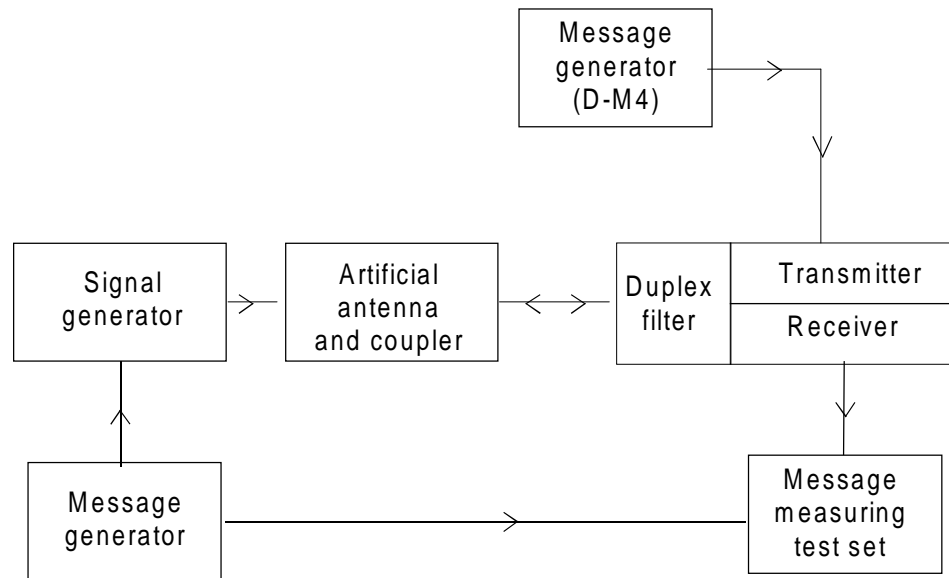 Message
generator
(D-M4)
Signal
generator
Artificial
antenna
and coupler
Duplex
filter
Transmitter
Receiver
Message
generator
Message
measuring
test set